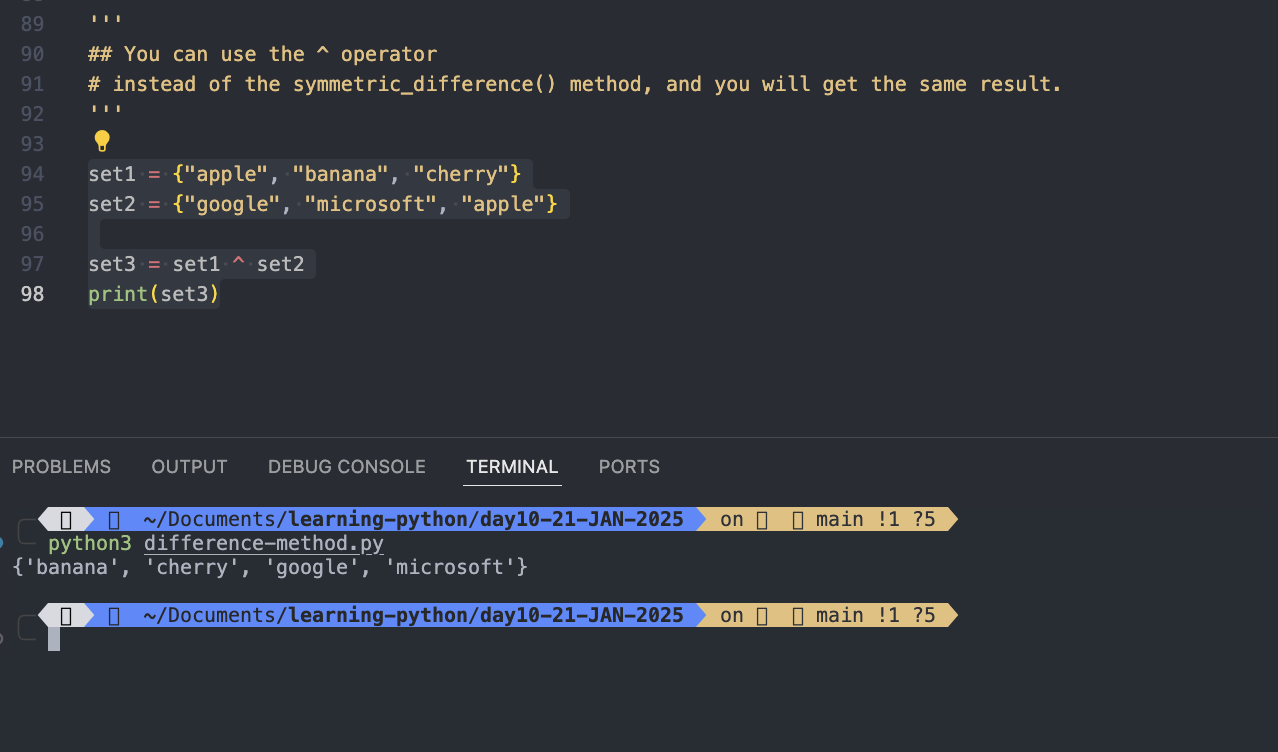 89 '''
90 ## You can use the ^ operator
91 # instead of the symmetric_difference() method, and you will get the same result.
92 '''
93
94 set1 = {"apple", "banana", "cherry"}
95 set2 = {"google", "microsoft", "apple"}
96
97 set3 = set1 ^ set2
98 print(set3)
PROBLEMS OUTPUT DEBUG CONSOLE TERMINAL PORTS
~/Documents/learning-python/day10-21-JAN-2025 on main !1 ?5
python3 difference-method.py
{'banana', 'cherry', 'google', 'microsoft'}
~/Documents/learning-python/day10-21-JAN-2025 on main !1 ?5